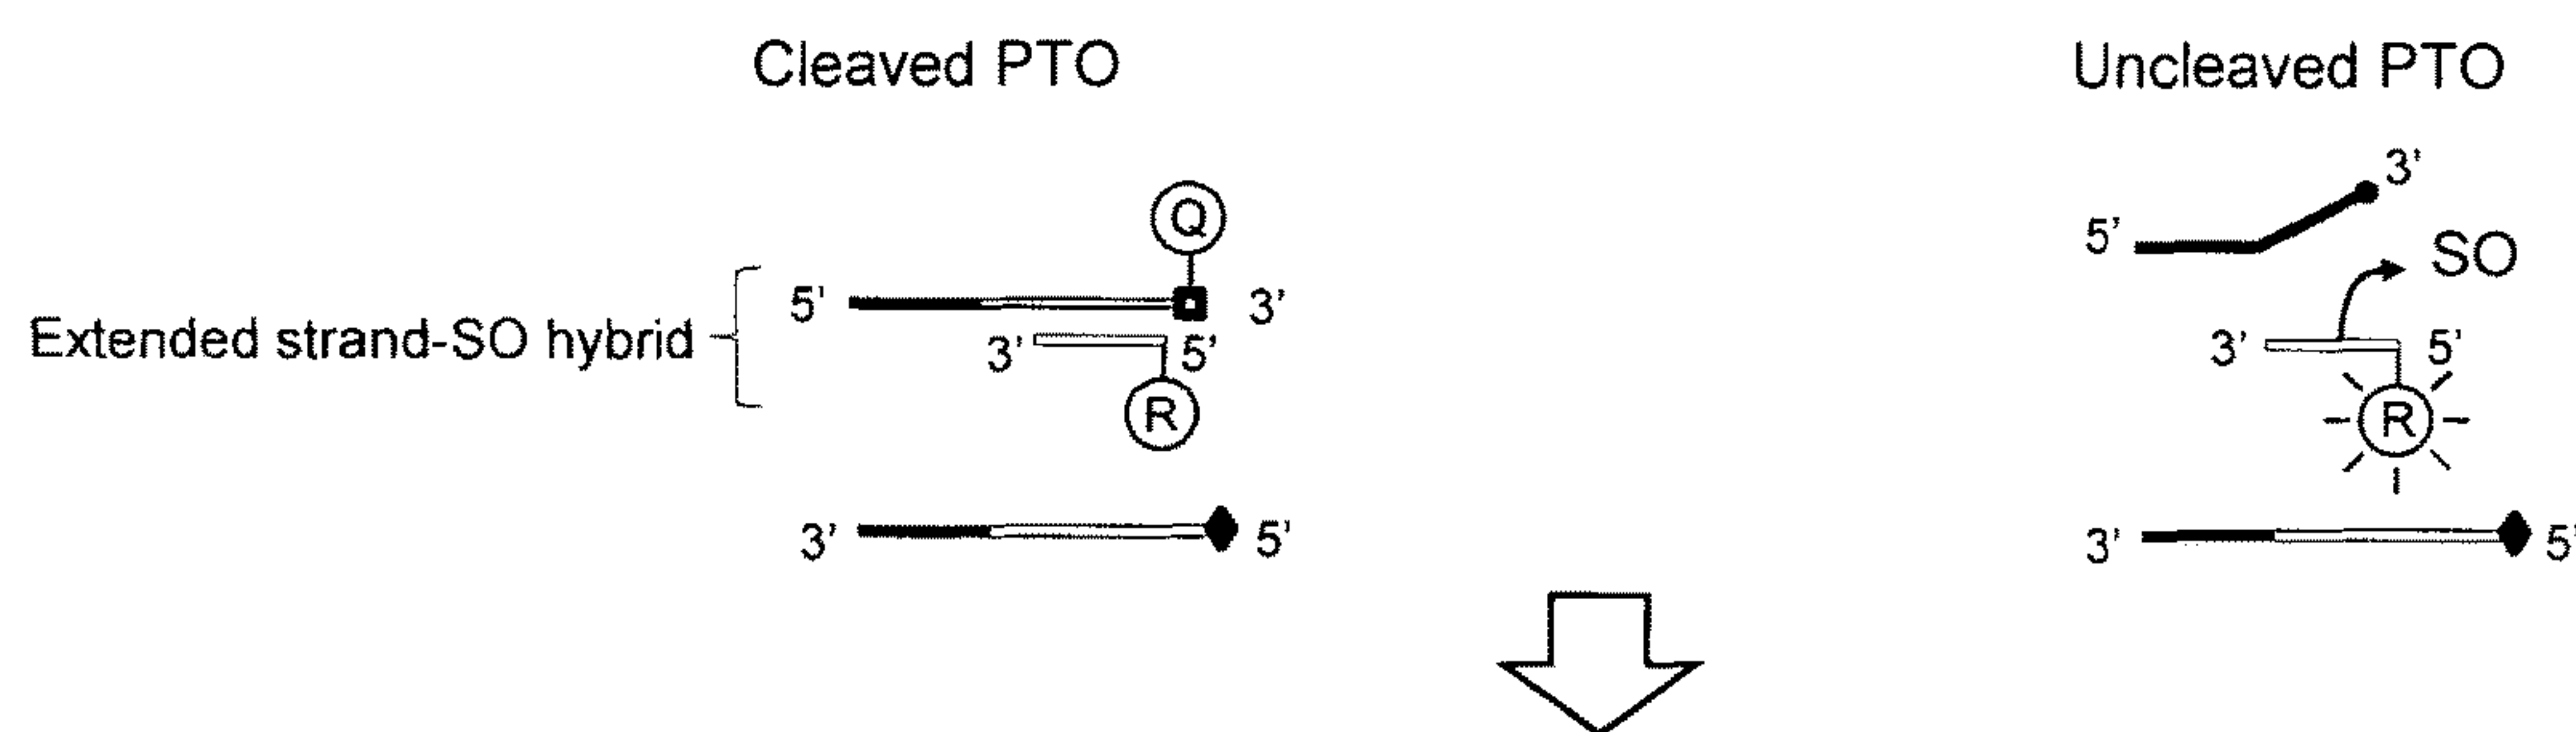 Cleaved PTO
Uncleaved PTO
Q
5' 3'
Extended strand-SO hybrid
3' 5'
R
3' 5'
3'
5'
SO
3' 5'
R
3' 5'